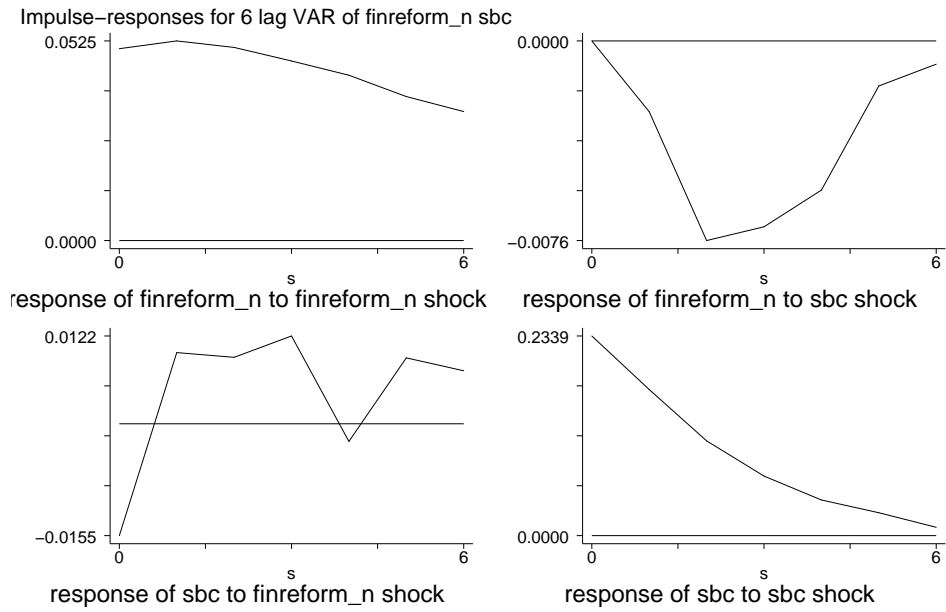 Impulse−responses for 6 lag VAR of finreform_n sbc
0.0525
0.0000
0
6
s
response of finreform_n to finreform_n shock
0.0000
−0.0076
0
6
s
response of finreform_n to sbc shock
0.0122
−0.0155
0
6
s
response of sbc to finreform_n shock
0.2339
0.0000
0
6
s
response of sbc to sbc shock